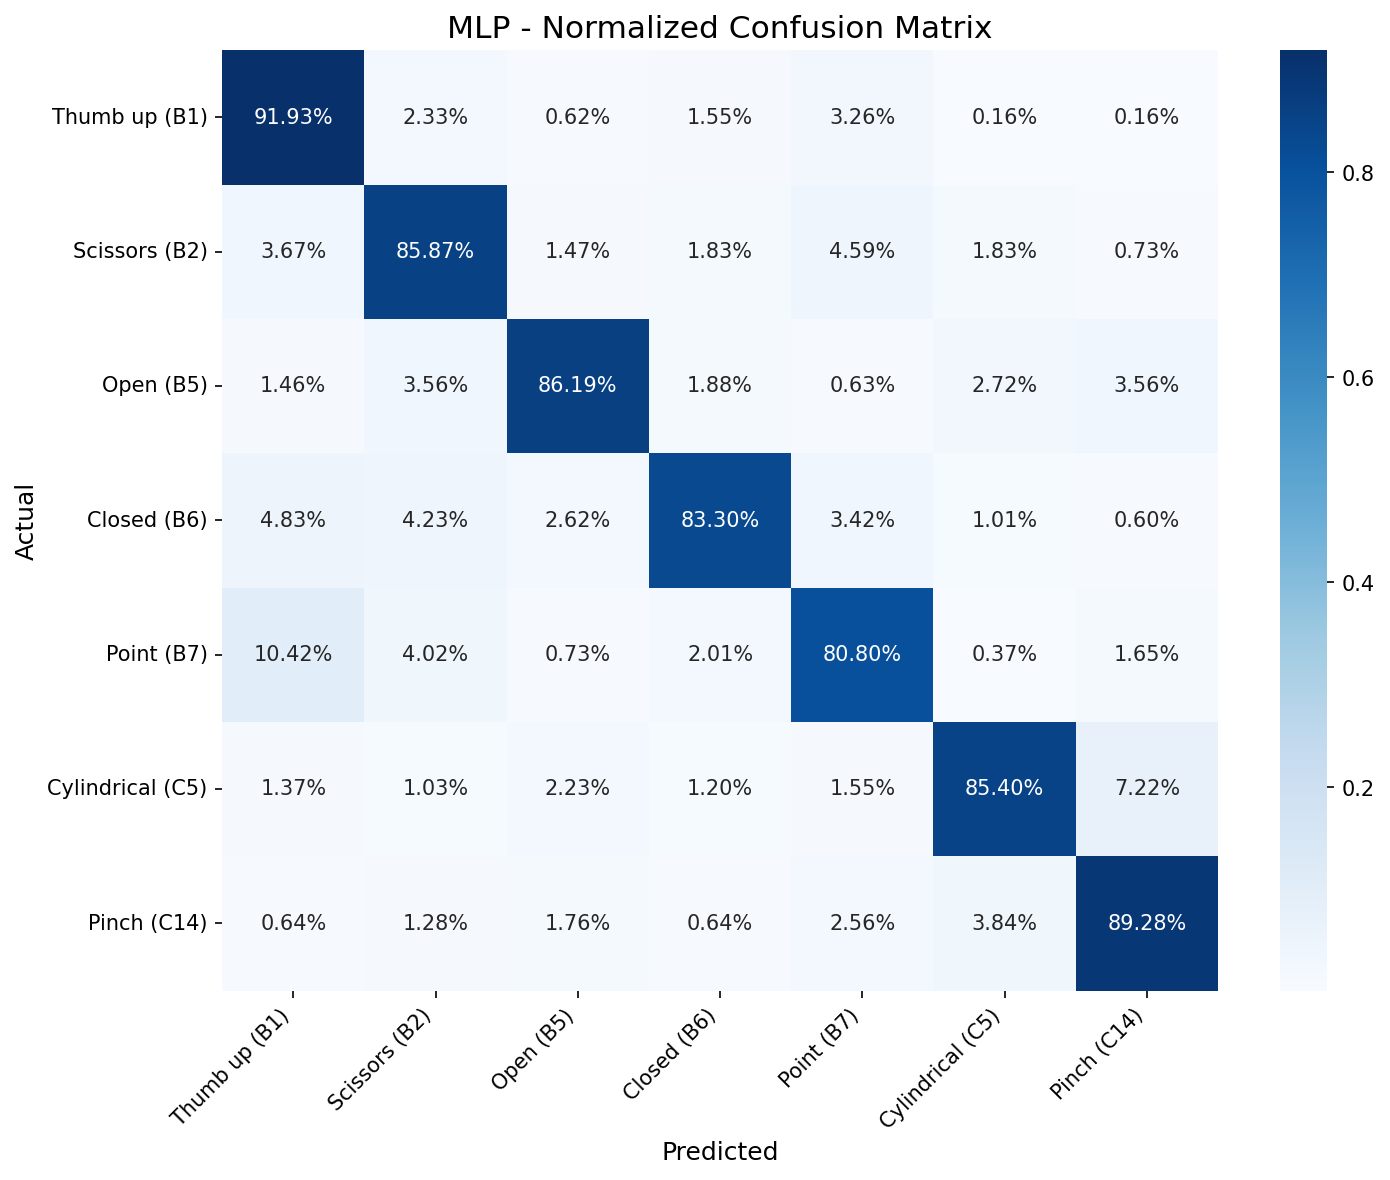 MLP - Normalized Confusion Matrix
Thumb up (B1) 91.93% 2.33% 0.62% 1.55% 3.26% 0.16% 0.16%
Scissors (B2) 3.67% 85.87% 1.47% 1.83% 4.59% 1.83% 0.73%
Open (B5) 1.46% 3.56% 86.19% 1.88% 0.63% 2.72% 3.56%
Closed (B6) 4.83% 4.23% 2.62% 83.30% 3.42% 1.01% 0.60%
Point (B7) 10.42% 4.02% 0.73% 2.01% 80.80% 0.37% 1.65%
Cylindrical (C5) 1.37% 1.03% 2.23% 1.20% 1.55% 85.40% 7.22%
Pinch (C14) 0.64% 1.28% 1.76% 0.64% 2.56% 3.84% 89.28%
Actual
Thumb up (B1) Scissors (B2) Open (B5) Closed (B6) Point (B7) Cylindrical (C5) Pinch (C14)
Predicted
0.8
0.6
0.4
0.2